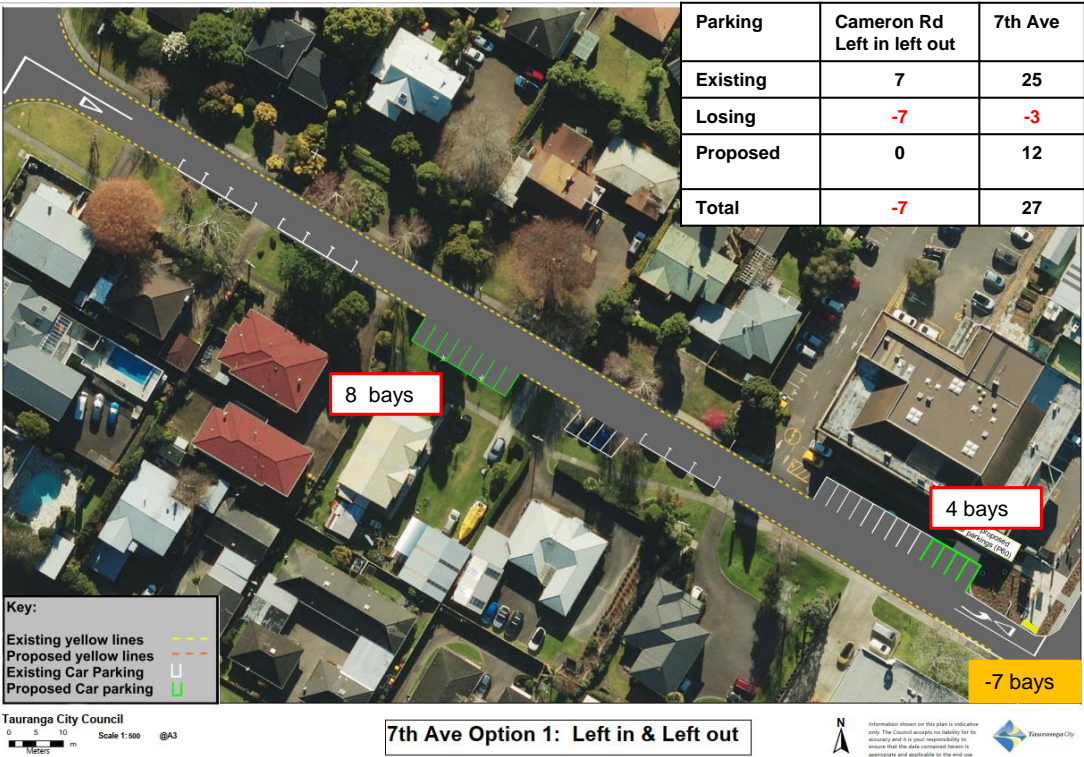 Parking Cameron Rd Left in left out 7th Ave
Existing 7 25
Losing -7 -3
Proposed 0 12
Total -7 27
8 bays
4 bays
proposed
parkings (P60)
-7 bays
Key:
Existing yellow lines
Proposed yellow lines
Existing Car Parking
Proposed Car parking
Tauranga City Council
0 5 10 m
Meters
Scale 1: 500 @A3
7th Ave Option 1: Left in & Left out
N
Information shown on this plan is indicative
only. The Council accepts no liability for its
accuracy and it is your responsibility to
ensure that the data contained herein is
appropriate and applicable to the end use
Tauranga City